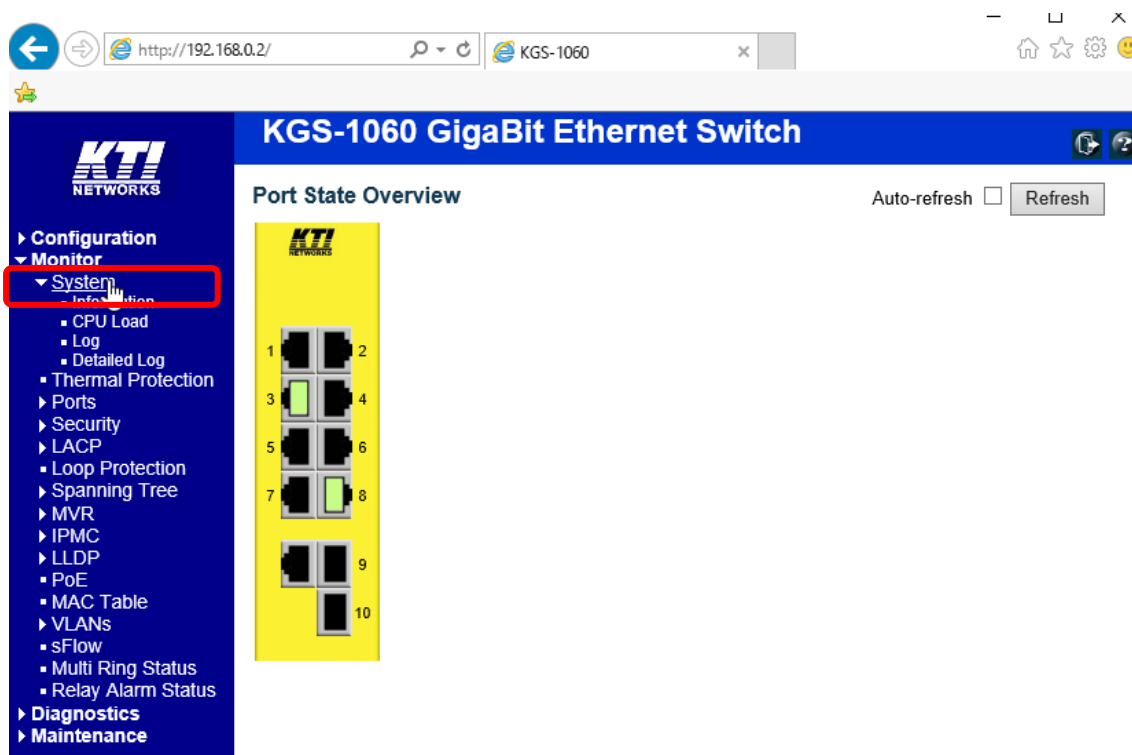 http://192.168.0.2/
KGS-1060
KTI
NETWORKS
KGS-1060 GigaBit Ethernet Switch
Port State Overview
Auto-refresh
Refresh
Configuration
Monitor
System
Information
CPU Load
Log
Detailed Log
Thermal Protection
Ports
Security
LACP
Loop Protection
Spanning Tree
MVR
IPMC
LLDP
PoE
MAC Table
VLANs
sFlow
Multi Ring Status
Relay Alarm Status
Diagnostics
Maintenance
KTI
NETWORKS
1 2
3 4
5 6
7 8
9
10